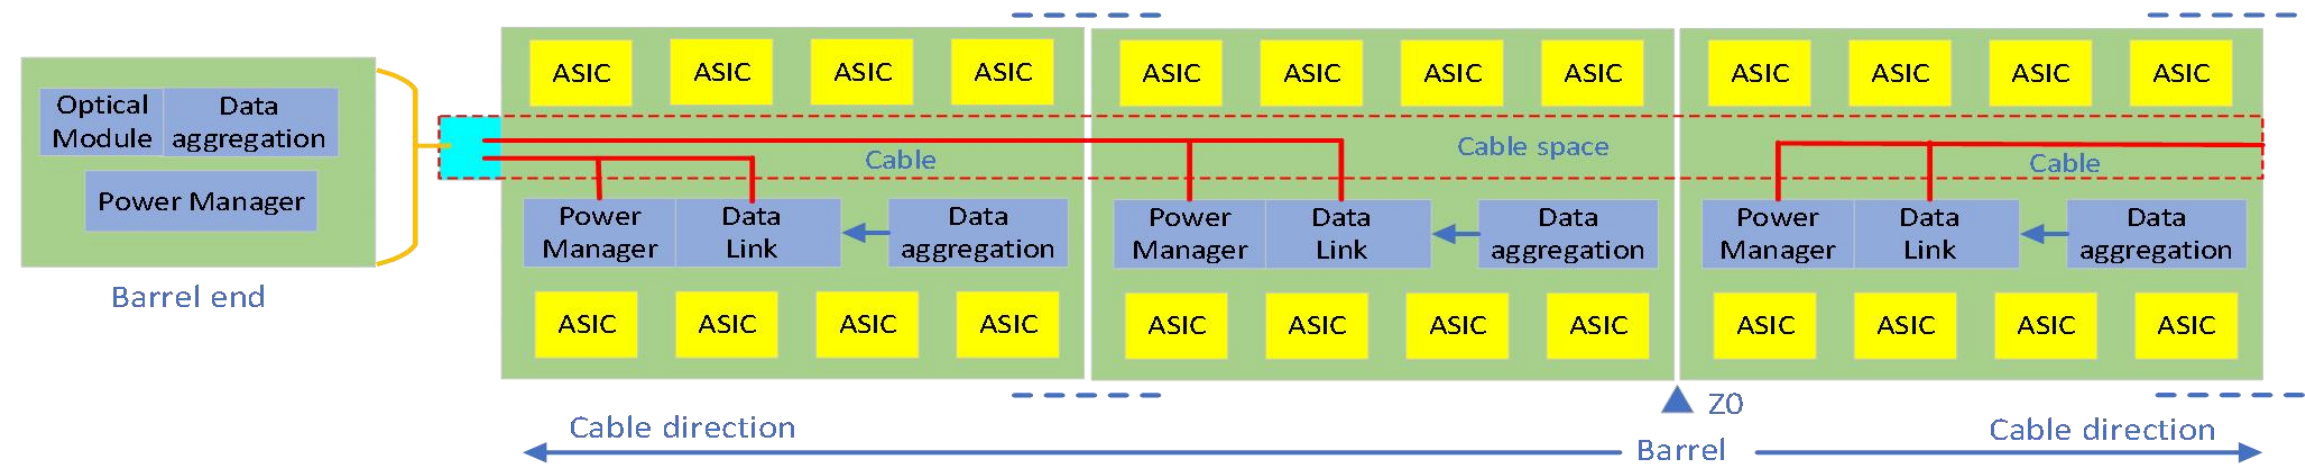 Optical
Module
Data
aggregation
Power Manager
Barrel end
ASIC
ASIC
ASIC
ASIC
Cable
Power
Manager
Data
Link
Data
aggregation
ASIC
ASIC
ASIC
ASIC
ASIC
ASIC
ASIC
ASIC
Cable space
Power
Manager
Data
Link
Data
aggregation
ASIC
ASIC
ASIC
ASIC
ASIC
ASIC
ASIC
ASIC
Cable
Power
Manager
Data
Link
Data
aggregation
ASIC
ASIC
ASIC
ASIC
Z0
Cable direction
Barrel
Cable direction